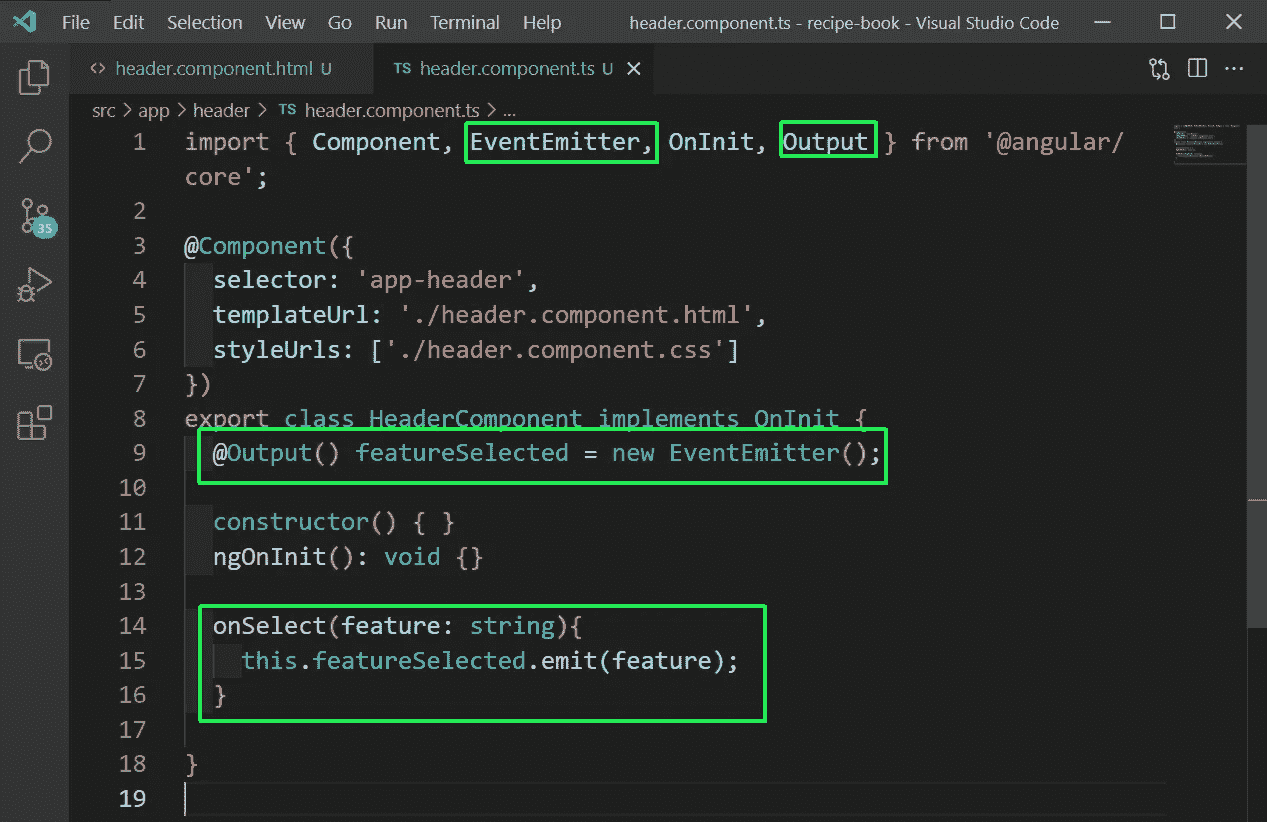 File Edit Selection View Go Run Terminal Help header.component.ts - recipe-book - Visual Studio Code
<> header.component.html U TS header.component.ts U ×
src > app > header > TS header.component.ts > ...
1 import { Component, EventEmitter, OnInit, Output } from '@angular/
core';
2
35
3 @Component({
4 selector: 'app-header',
5 templateUrl: './header.component.html',
6 styleUrls: ['./header.component.css']
7 })
8 export class HeaderComponent implements OnInit {
9 @Output() featureSelected = new EventEmitter();
10
11 constructor() { }
12 ngOnInit(): void {}
13
14 onSelect(feature: string){
15 this.featureSelected.emit(feature);
16 }
17
18 }
19